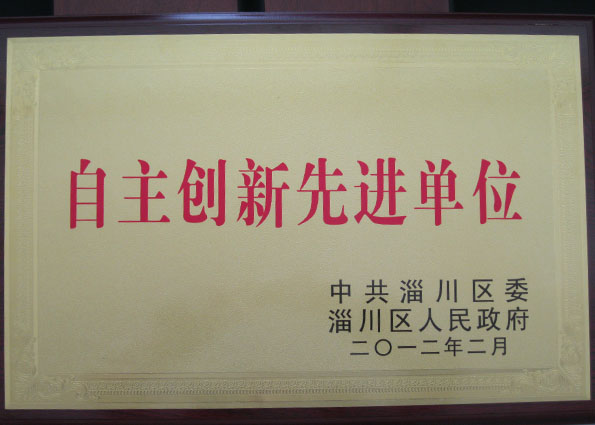 自主创新先进单位
中共淄川区委
淄川区人民政府
二〇一二年二月